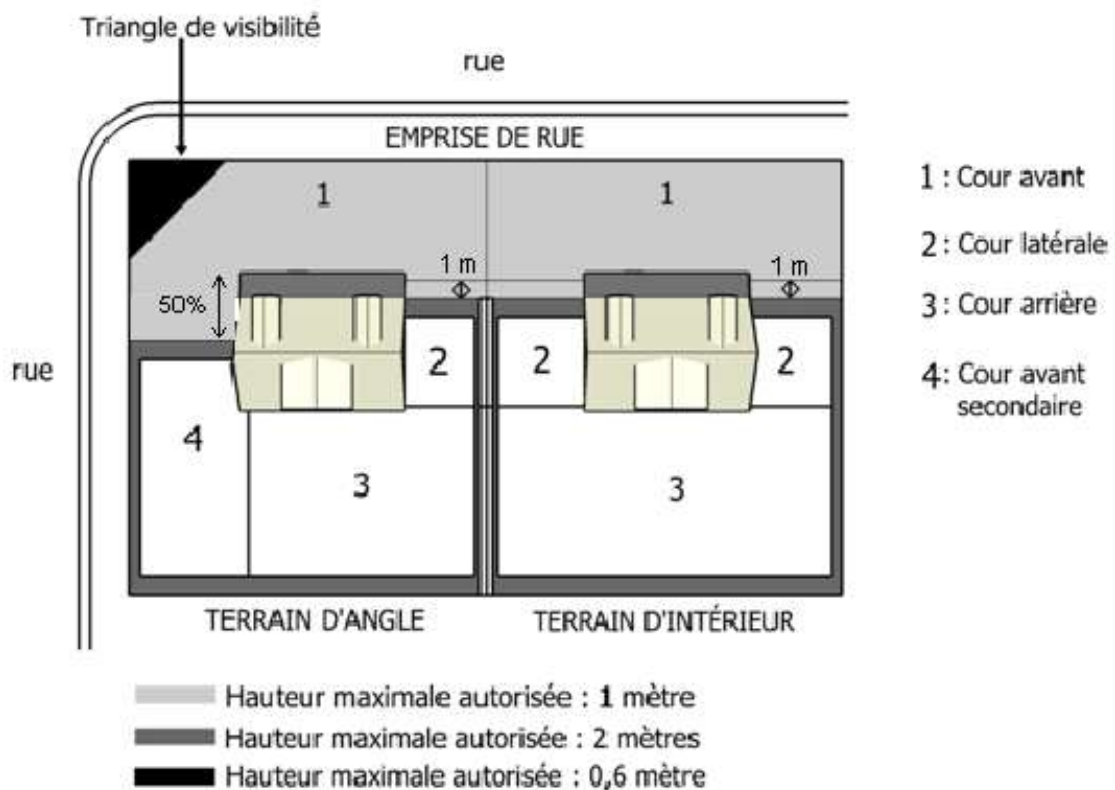 Triangle de visibilité
rue
EMPRISE DE RUE
1
1
1 : Cour avant
2: Cour latérale
1 m
1 m
50%
3 : Cour arrière
rue
2
2
2
4: Cour avant
secondaire
4
3
3
TERRAIN D'ANGLE
TERRAIN D'INTÉRIEUR
Hauteur maximale autorisée : 1 mètre
Hauteur maximale autorisée : 2 mètres
Hauteur maximale autorisée : 0,6 mètre